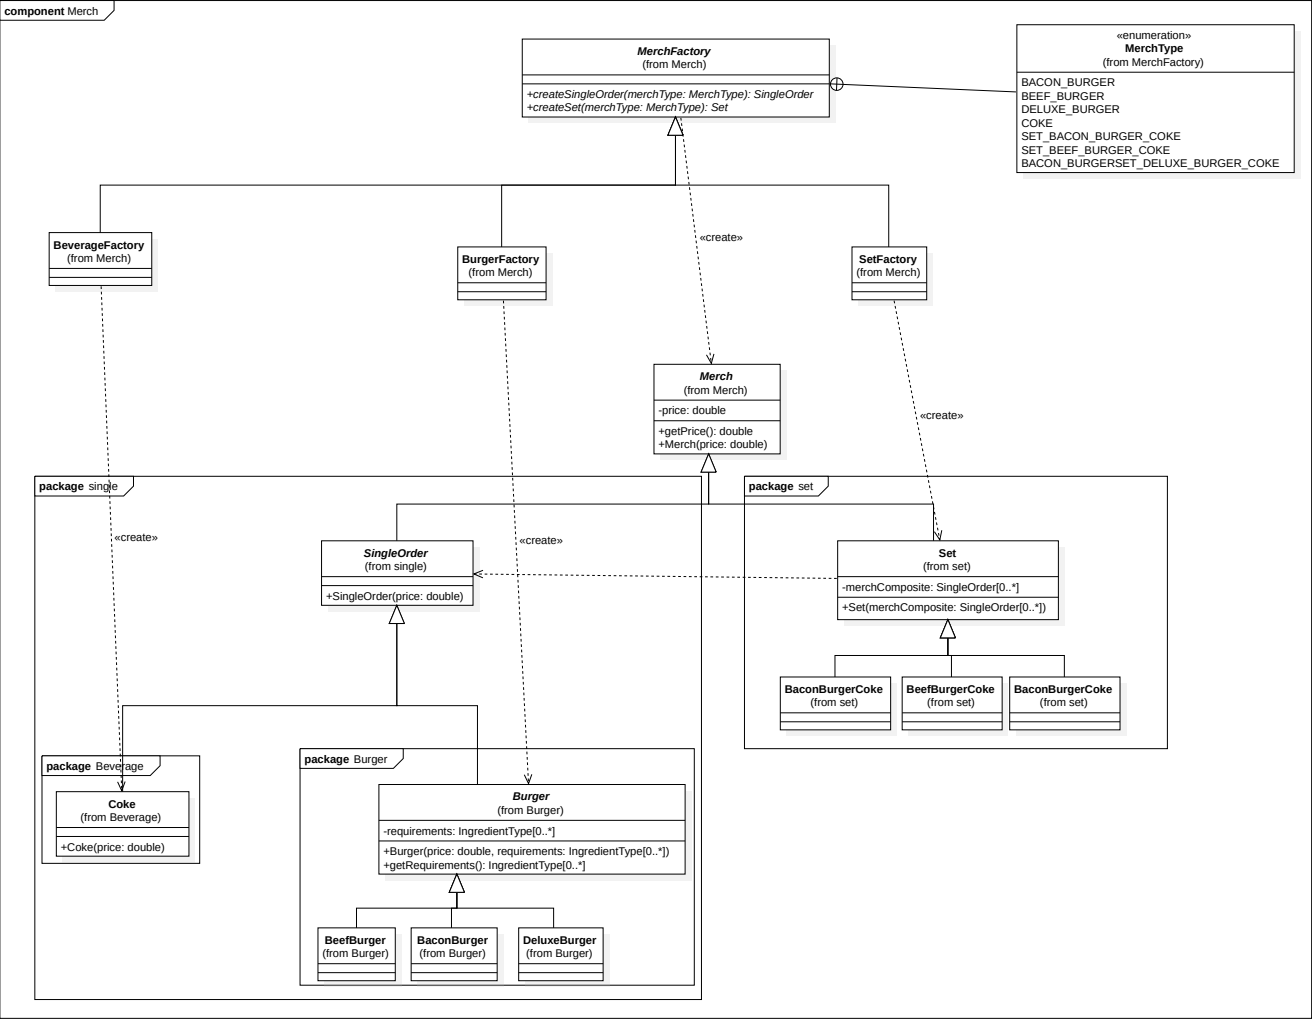 component Merch
MerchFactory
(from Merch)
+createSingleOrder(merchType: MerchType): SingleOrder
+createSet(merchType: MerchType): Set
«enumeration»
MerchType
(from MerchFactory)
BACON_BURGER
BEEF_BURGER
DELUXE_BURGER
COKE
SET_BACON_BURGER_COKE
SET_BEEF_BURGER_COKE
BACON_BURGERSET_DELUXE_BURGER_COKE
BeverageFactory
(from Merch)
BurgerFactory
(from Merch)
SetFactory
(from Merch)
«create»
Merch
(from Merch)
-price: double
+getPrice(): double
+Merch(price: double)
«create»
package single
package set
«create»
«create»
SingleOrder
(from single)
+SingleOrder(price: double)
Set
(from set)
-merchComposite: SingleOrder[0..*]
+Set(merchComposite: SingleOrder[0..*])
BaconBurgerCoke
(from set)
BeefBurgerCoke
(from set)
BaconBurgerCoke
(from set)
package Beverage
Coke
(from Beverage)
+Coke(price: double)
package Burger
Burger
(from Burger)
-requirements: IngredientType[0..*]
+Burger(price: double, requirements: IngredientType[0..*])
+getRequirements(): IngredientType[0..*]
BeefBurger
(from Burger)
BaconBurger
(from Burger)
DeluxeBurger
(from Burger)